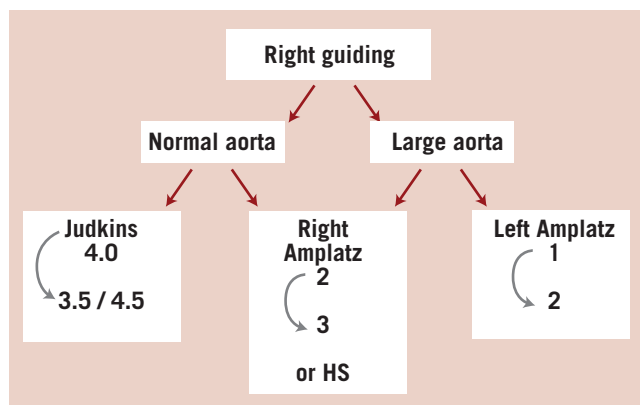 Right guiding
Normal aorta
Large aorta
Judkins
4.0
3.5 / 4.5
Right
Amplatz
2
3
or HS
Left Amplatz
1
2